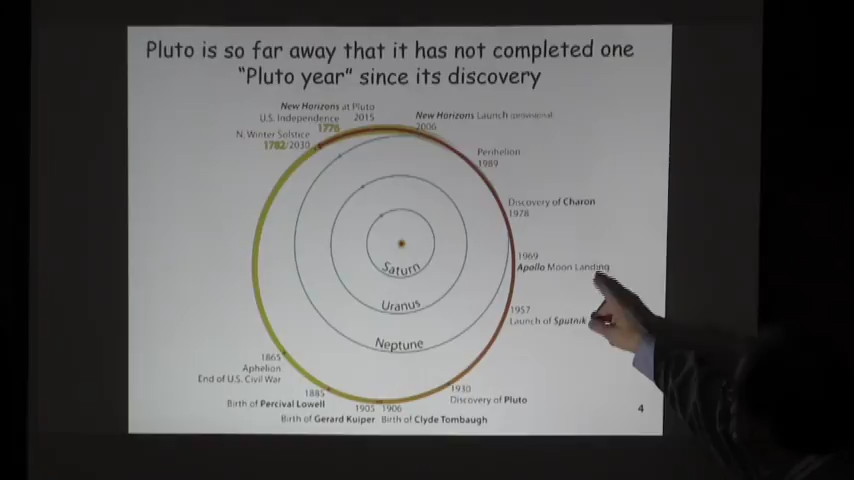 Pluto is so far away that it has not completed one
"Pluto year" since its discovery
New Horizons at Pluto
2015
U.S. Independence
1776
N. Winter Solstice
1782/2030
New Horizons Launch
2006
Perihelion
1989
Discovery of Charon
1978
1969
Apollo Moon Landing
1957
Launch of Sputnik
1930
Discovery of Pluto
1906
Birth of Clyde Tombaugh
1905
Birth of Gerard Kuiper
1885
Birth of Percival Lowell
1865
Aphelion
End of U.S. Civil War
Saturn
Uranus
Neptune
4